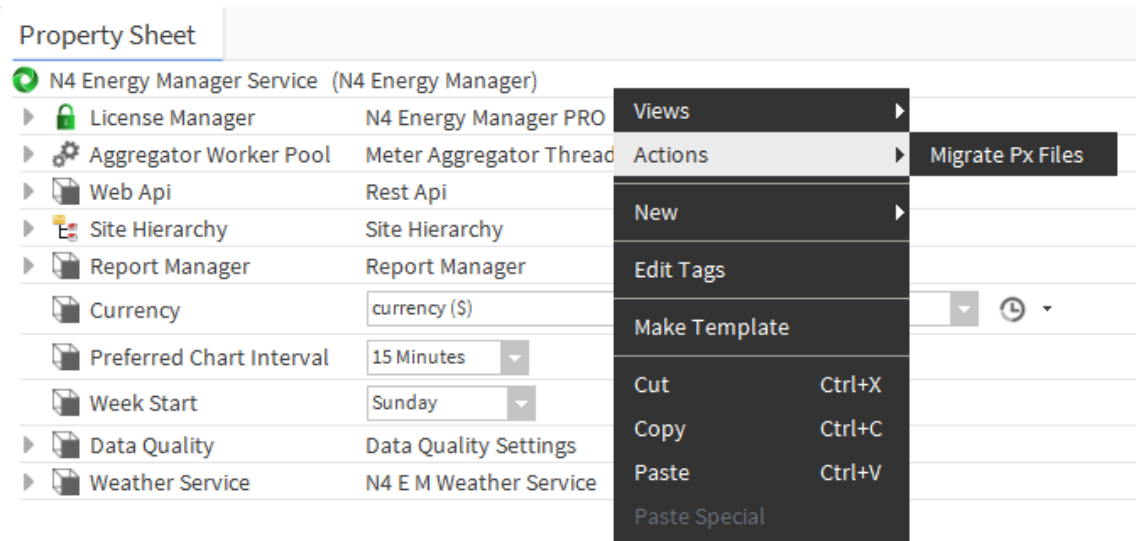 Property Sheet
N4 Energy Manager Service (N4 Energy Manager)
License Manager N4 Energy Manager PRO
Aggregator Worker Pool Meter Aggregator Thread
Web Api Rest Api
Site Hierarchy Site Hierarchy
Report Manager Report Manager
Currency currency ($)
Preferred Chart Interval 15 Minutes
Week Start Sunday
Data Quality Data Quality Settings
Weather Service N4 E M Weather Service
Views
Actions
Migrate Px Files
New
Edit Tags
Make Template
Cut Ctrl+X
Copy Ctrl+C
Paste Ctrl+V
Paste Special